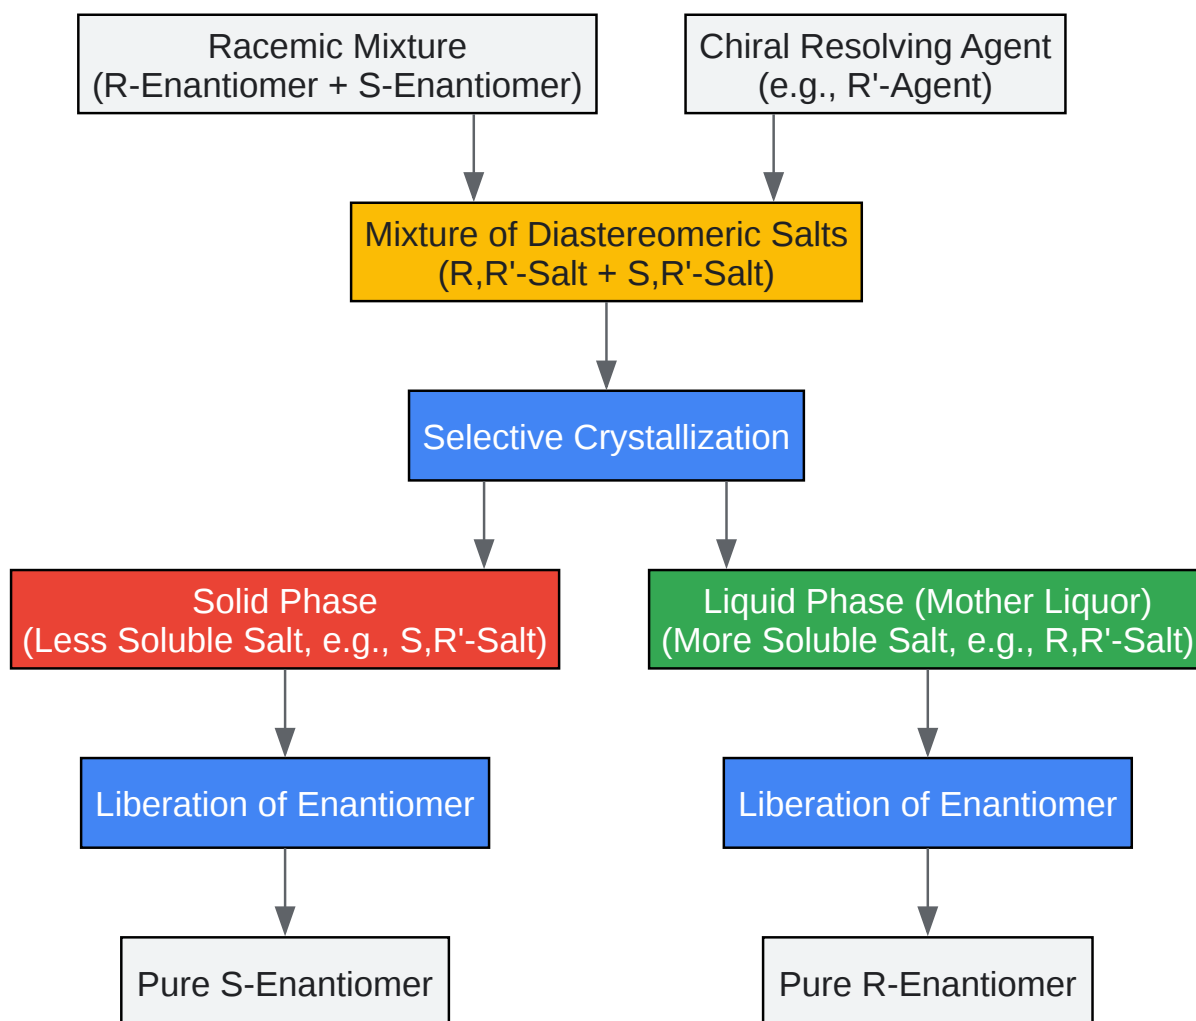 Racemic Mixture
(R-Enantiomer + S-Enantiomer)
Chiral Resolving Agent
(e.g., R'-Agent)
Mixture of Diastereomeric Salts
(R,R'-Salt + S,R'-Salt)
Selective Crystallization
Solid Phase
(Less Soluble Salt, e.g., S,R'-Salt)
Liquid Phase (Mother Liquor)
(More Soluble Salt, e.g., R,R'-Salt)
Liberation of Enantiomer
Liberation of Enantiomer
Pure S-Enantiomer
Pure R-Enantiomer